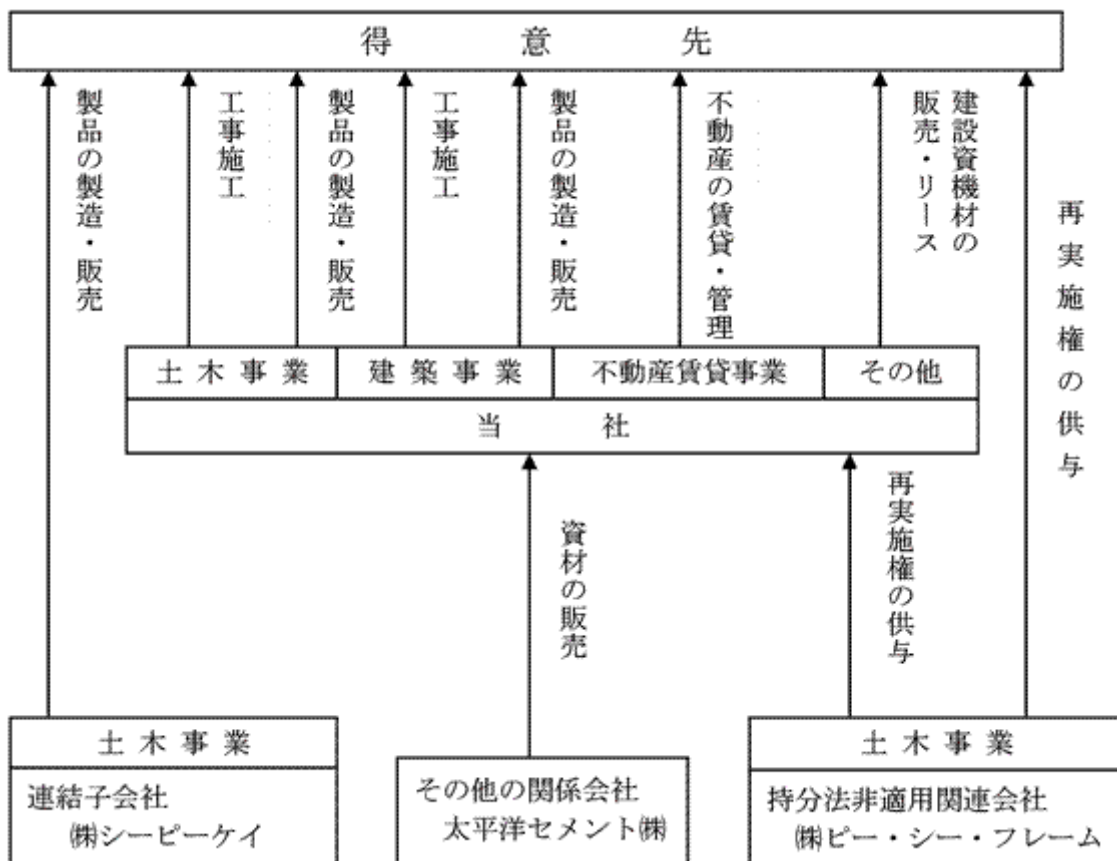 得意先
製品の製造・販売
工事施工
製品の製造・販売
工事施工
製品の製造・販売
不動産の賃貸・管理
建設資機材の
販売・リース
再実施権の供与
土木事業
建築事業
不動産賃貸事業
その他
当社
資材の販売
再実施権の供与
土木事業
連結子会社
㈱シーピーケイ
その他の関係会社
太平洋セメント㈱
土木事業
持分法非適用関連会社
㈱ピー・シー・フレーム